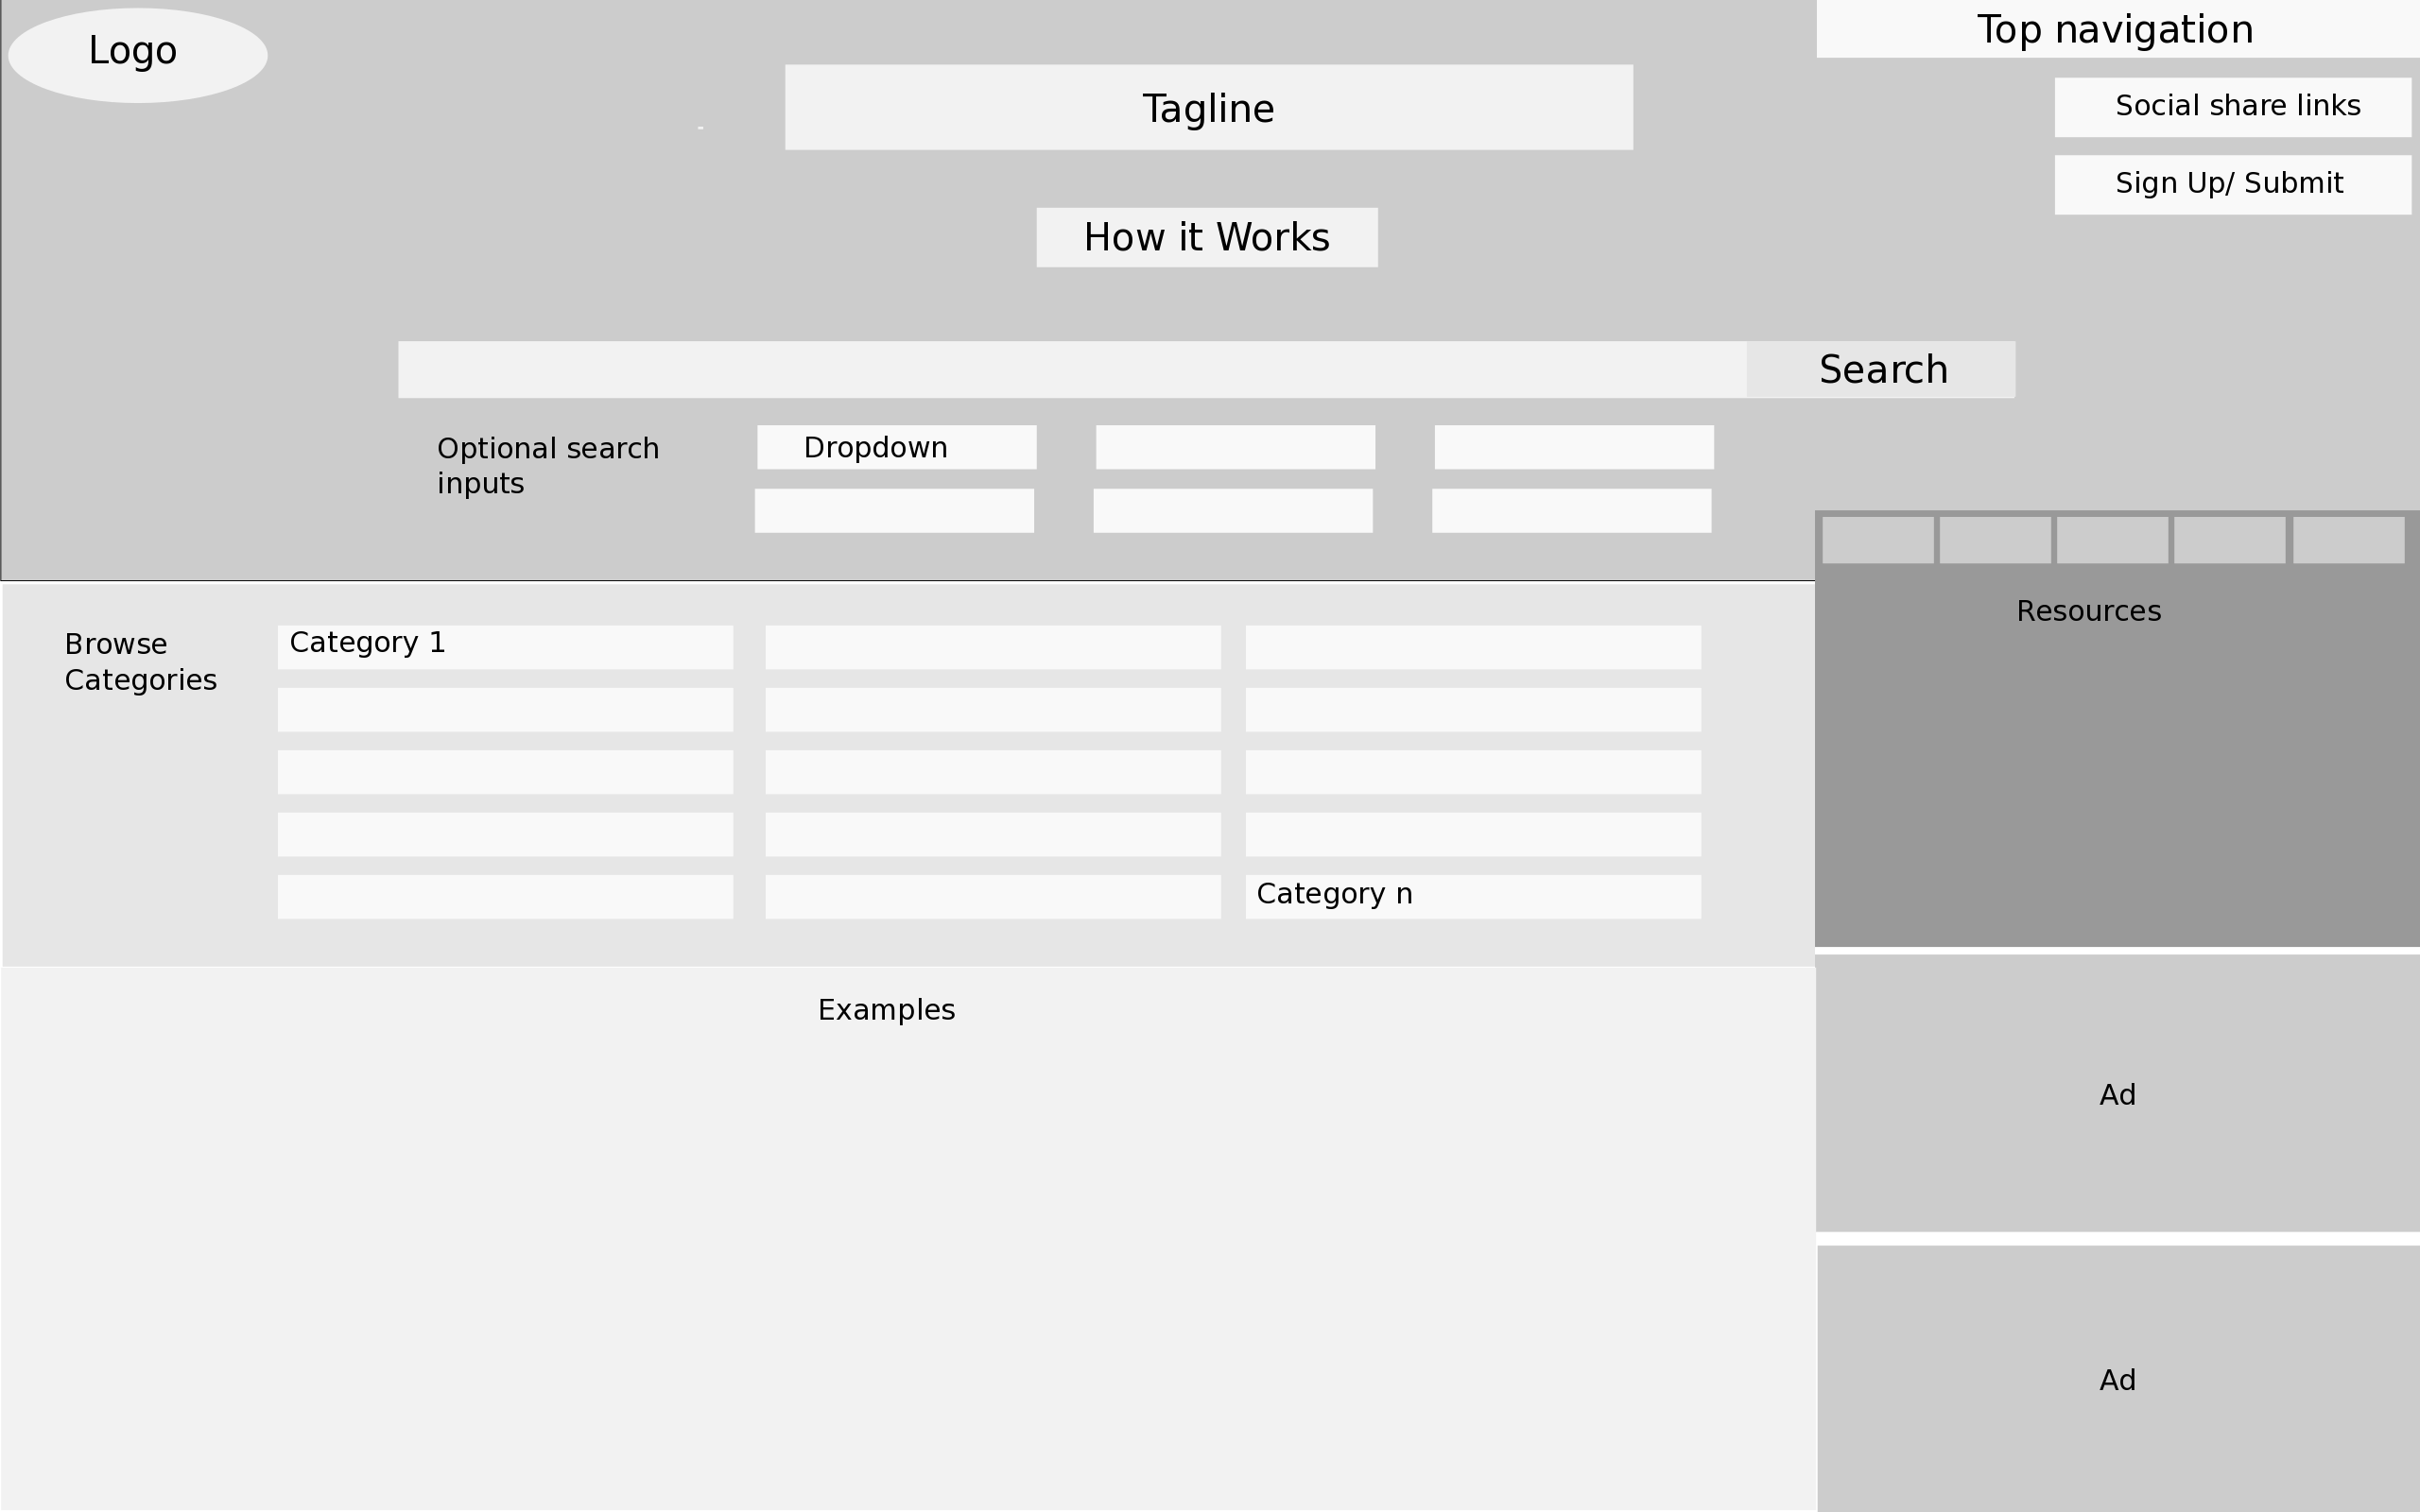 Logo
Top navigation
Tagline
Social share links
Sign Up/ Submit
How it Works
Search
Optional search
inputs
Dropdown
Resources
Browse
Categories
Category 1
Category n
Examples
Ad
Ad